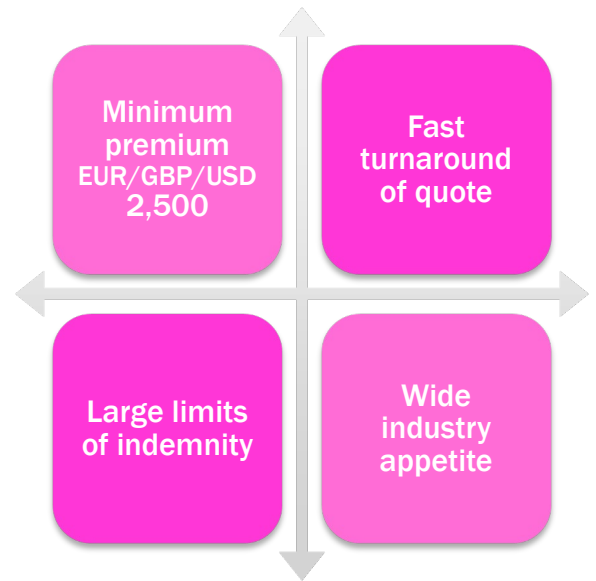 Minimum
premium
EUR/GBP/USD
2,500
Fast
turnaround
of quote
Large limits
of indemnity
Wide
industry
appetite